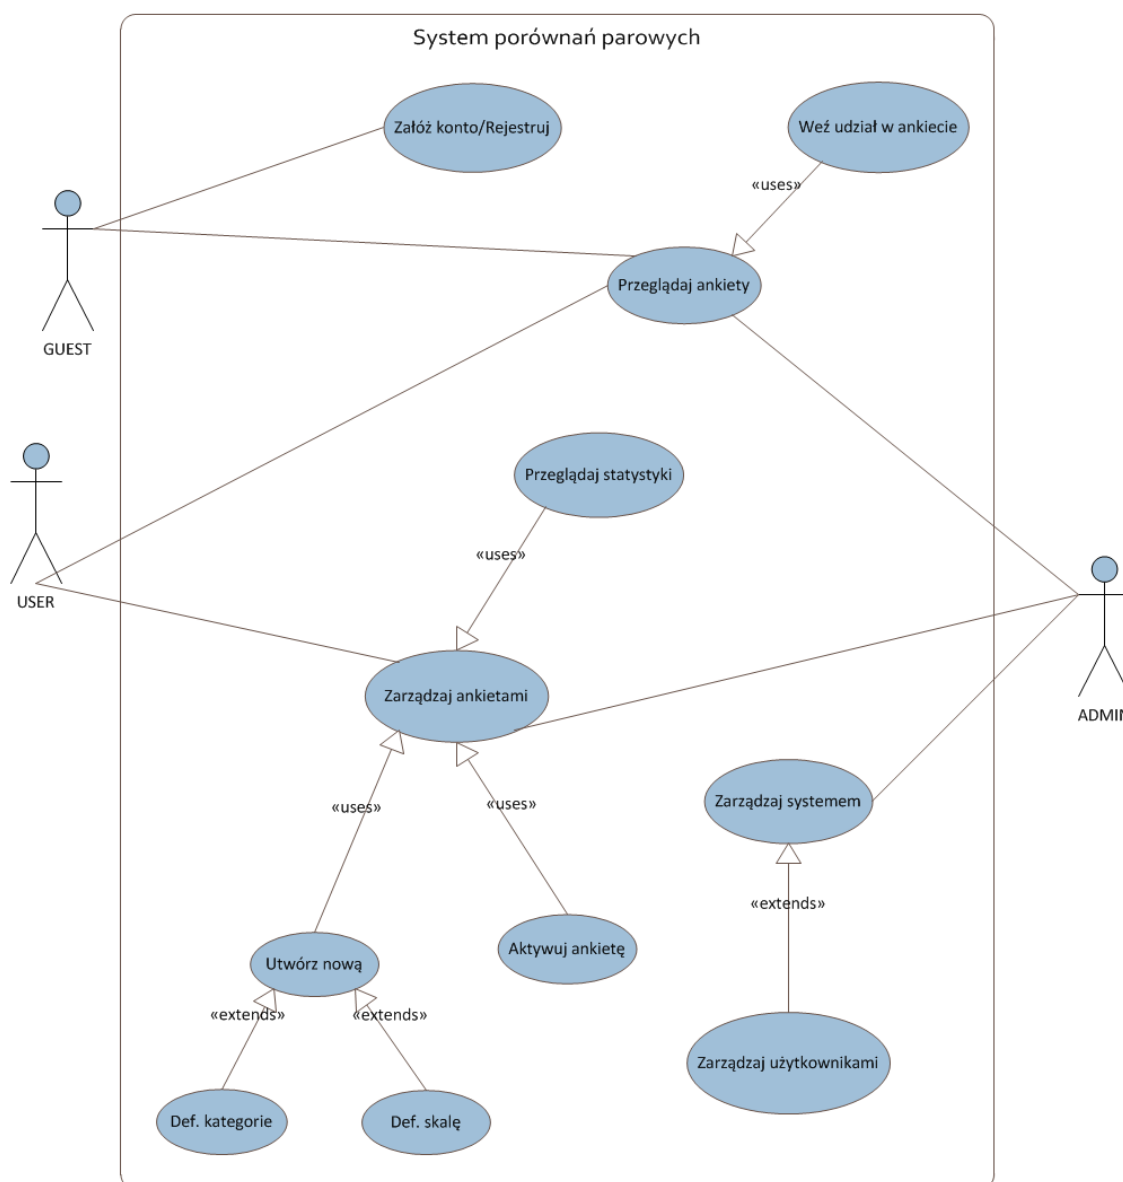 System porównań parowych
Załóż konto/Rejestruj
Weź udział w ankiecie
«uses»
Przeglądaj ankiety
GUEST
Przeglądaj statystyki
«uses»
USER
Zarządzaj ankietami
ADMIN
Zarządzaj systemem
«uses»
«uses»
«extends»
Aktywuj ankietę
Utwórz nową
«extends»
«extends»
Zarządzaj użytkownikami
Def. kategorie
Def. skalę